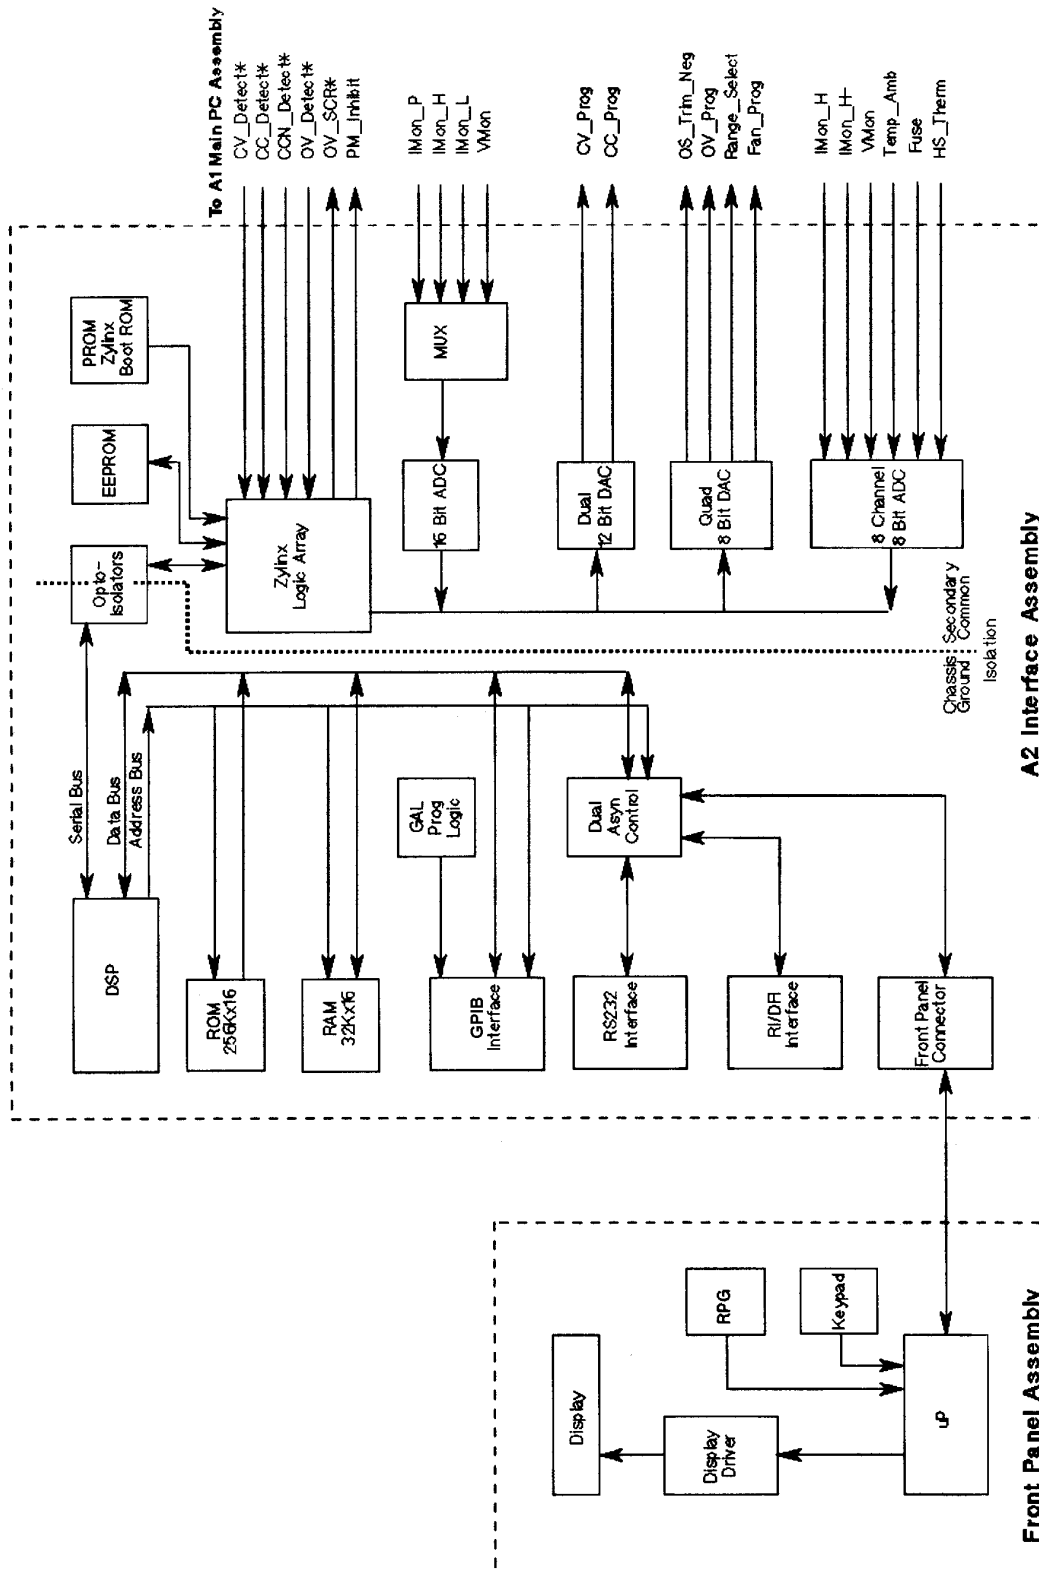 To A1 Main PC Assembly
CV_Detect*
CC_Detect*
CCN_Detect*
OV_Detect*
OV_SCR*
PM_Inhibit
IMon_P
IMon_H
IMon_L
VMon
CV_Prog
CC_Prog
OS_Trim_Neg
OV_Prog
Range_Select
Fan_Prog
IMon_H
IMon_H-
VMon
Temp_Amb
Fuse
HS_Therm
PROM
Zylinx
Boot ROM
EEPROM
Opto-
Isolators
Zylinx
Logic Array
MUX
16 Bit ADC
Dual
12 Bit DAC
Quad
8 Bit DAC
8 Channel
8 Bit ADC
Chassis
Ground
Secondary
Common
Isolation
Serial Bus
Data Bus
Address Bus
DSP
ROM
256Kx16
RAM
32Kx16
GAL
Prog
Logic
GPIB
Interface
Dual
Asyn
Control
RS232
Interface
RI/DFI
Interface
Front Panel
Connector
A2 Interface Assembly
Display
Display
Driver
RPG
Keypad
uP
Front Panel Assembly